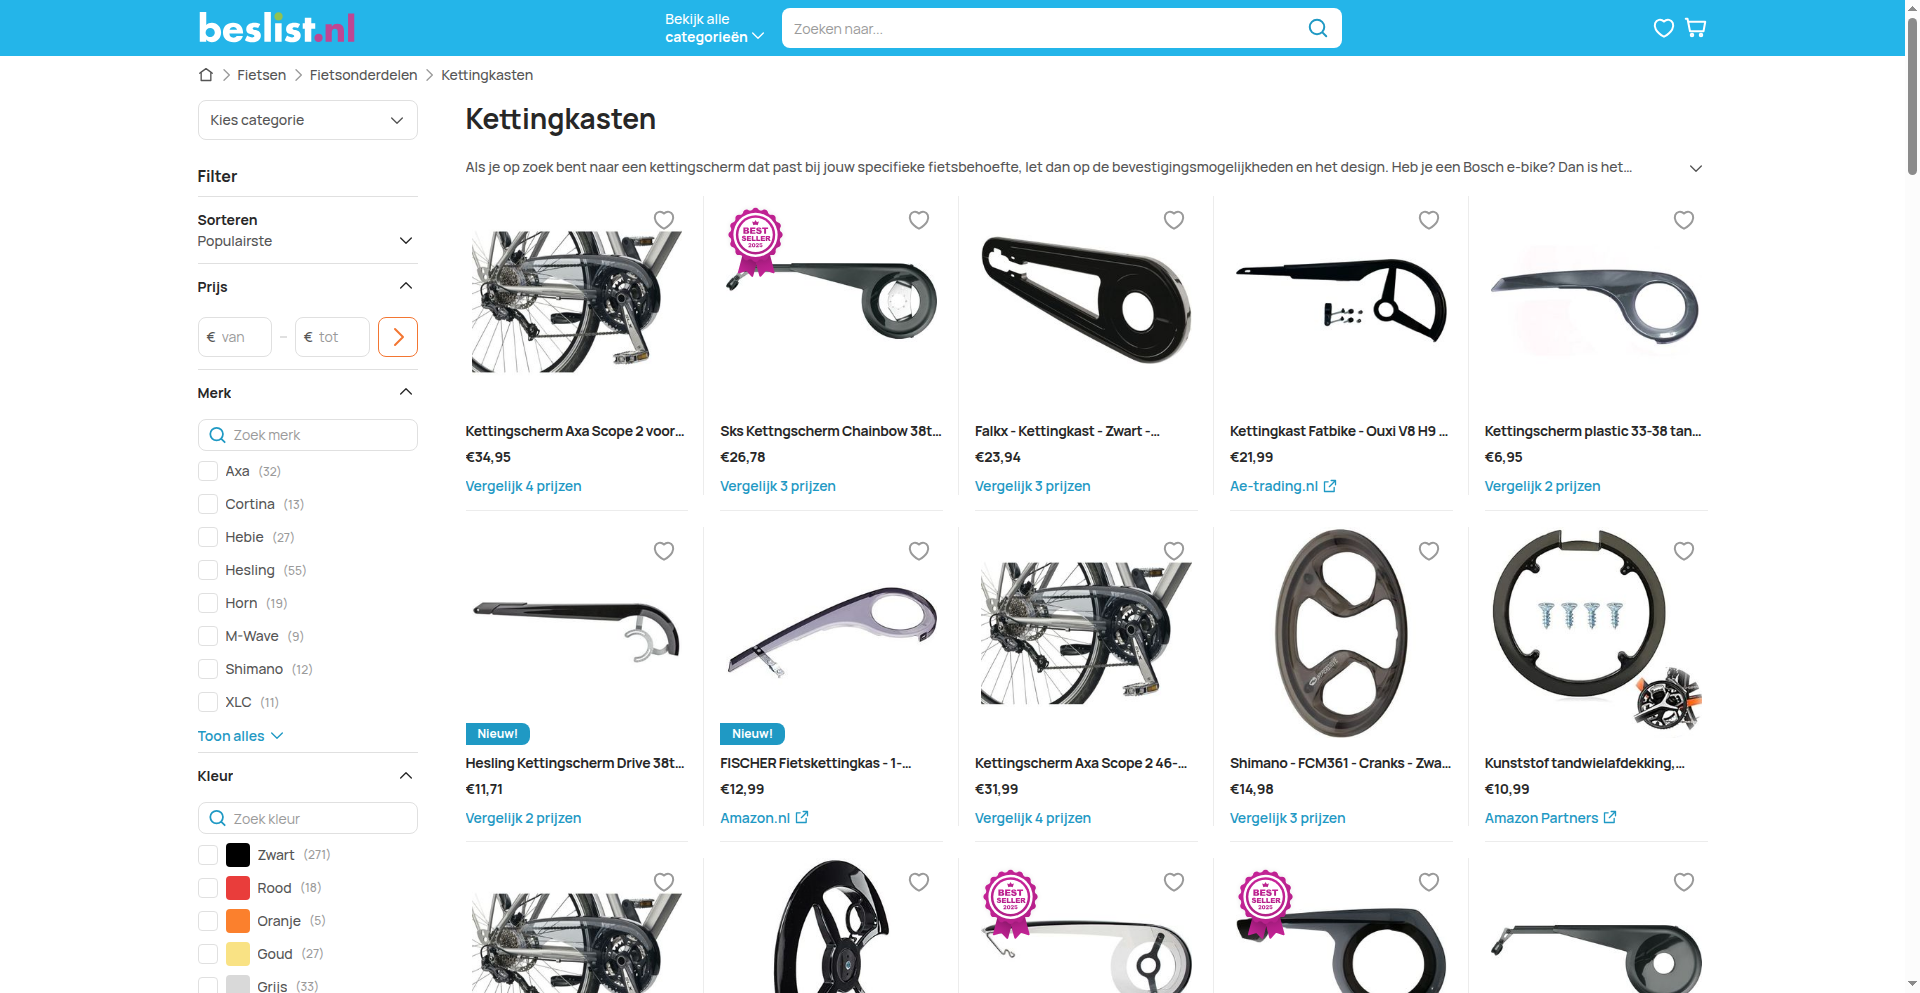 beslist.nl
Bekijk alle
categorieën
Zoeken naar...
Fietsen
Fietsonderdelen
Kettingkasten
Kies categorie
Kettingkasten
Als je op zoek bent naar een kettingscherm dat past bij jouw specifieke fietsbehoefte, let dan op de bevestigingsmogelijkheden en het design. Heb je een Bosch e-bike? Dan is het...
Filter
Sorteren
Populairste
Prijs
€ van
–
€ tot
Merk
Zoek merk
Axa (32)
Cortina (13)
Hebie (27)
Hesling (55)
Horn (19)
M-Wave (9)
Shimano (12)
XLC (11)
Toon alles
Kleur
Zoek kleur
Zwart (271)
Rood (18)
Oranje (5)
Goud (27)
Grijs (33)
Kettingscherm Axa Scope 2 voor...
€34,95
Vergelijk 4 prijzen
BEST
SELLER
2025
Sks Kettngscherm Chainbow 38t...
€26,78
Vergelijk 3 prijzen
Falkx - Kettingkast - Zwart -...
€23,94
Vergelijk 3 prijzen
Kettingkast Fatbike - Ouxi V8 H9 ...
€21,99
Ae-trading.nl
Kettingscherm plastic 33-38 tan...
€6,95
Vergelijk 2 prijzen
Nieuw!
Hesling Kettingscherm Drive 38t...
€11,71
Vergelijk 2 prijzen
Nieuw!
FISCHER Fietskettingkas - 1-...
€12,99
Amazon.nl
Kettingscherm Axa Scope 2 46-...
€31,99
Vergelijk 4 prijzen
Shimano - FCM361 - Cranks - Zwa...
€14,98
Vergelijk 3 prijzen
Kunststof tandwielafdekking,...
€10,99
Amazon Partners
BEST
SELLER
2025
BEST
SELLER
2025